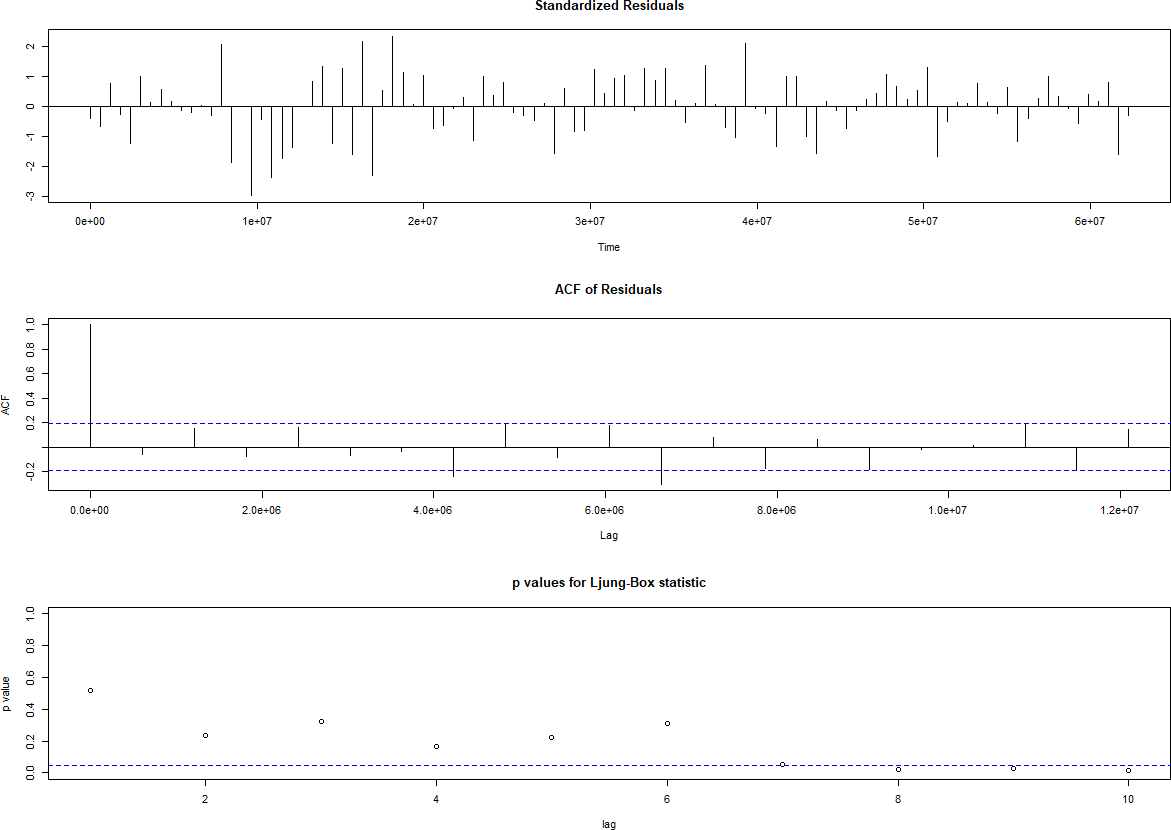 Standardized Residuals
2
1
0
-1
-2
-3
0e+00 1e+07 2e+07 3e+07 4e+07 5e+07 6e+07
Time
ACF of Residuals
1.0
0.8
0.6
0.4
0.2
-0.2
ACF
0.0e+00 2.0e+06 4.0e+06 6.0e+06 8.0e+06 1.0e+07 1.2e+07
Lag
p values for Ljung-Box statistic
1.0
0.8
0.6
0.4
0.2
0.0
p value
2 4 6 8 10
lag